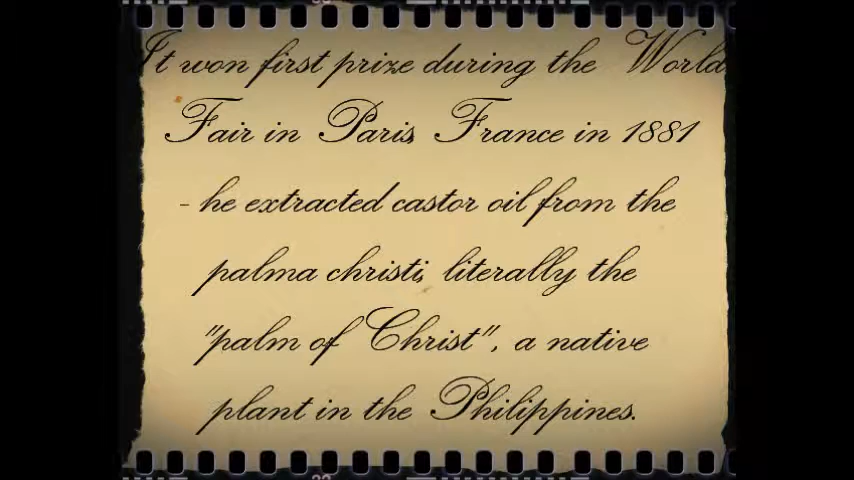 It won first prize during the World
Fair in Paris, France in 1881
- he extracted castor oil from the
palma christi, literally the
"palm of Christ", a native
plant in the Philippines.